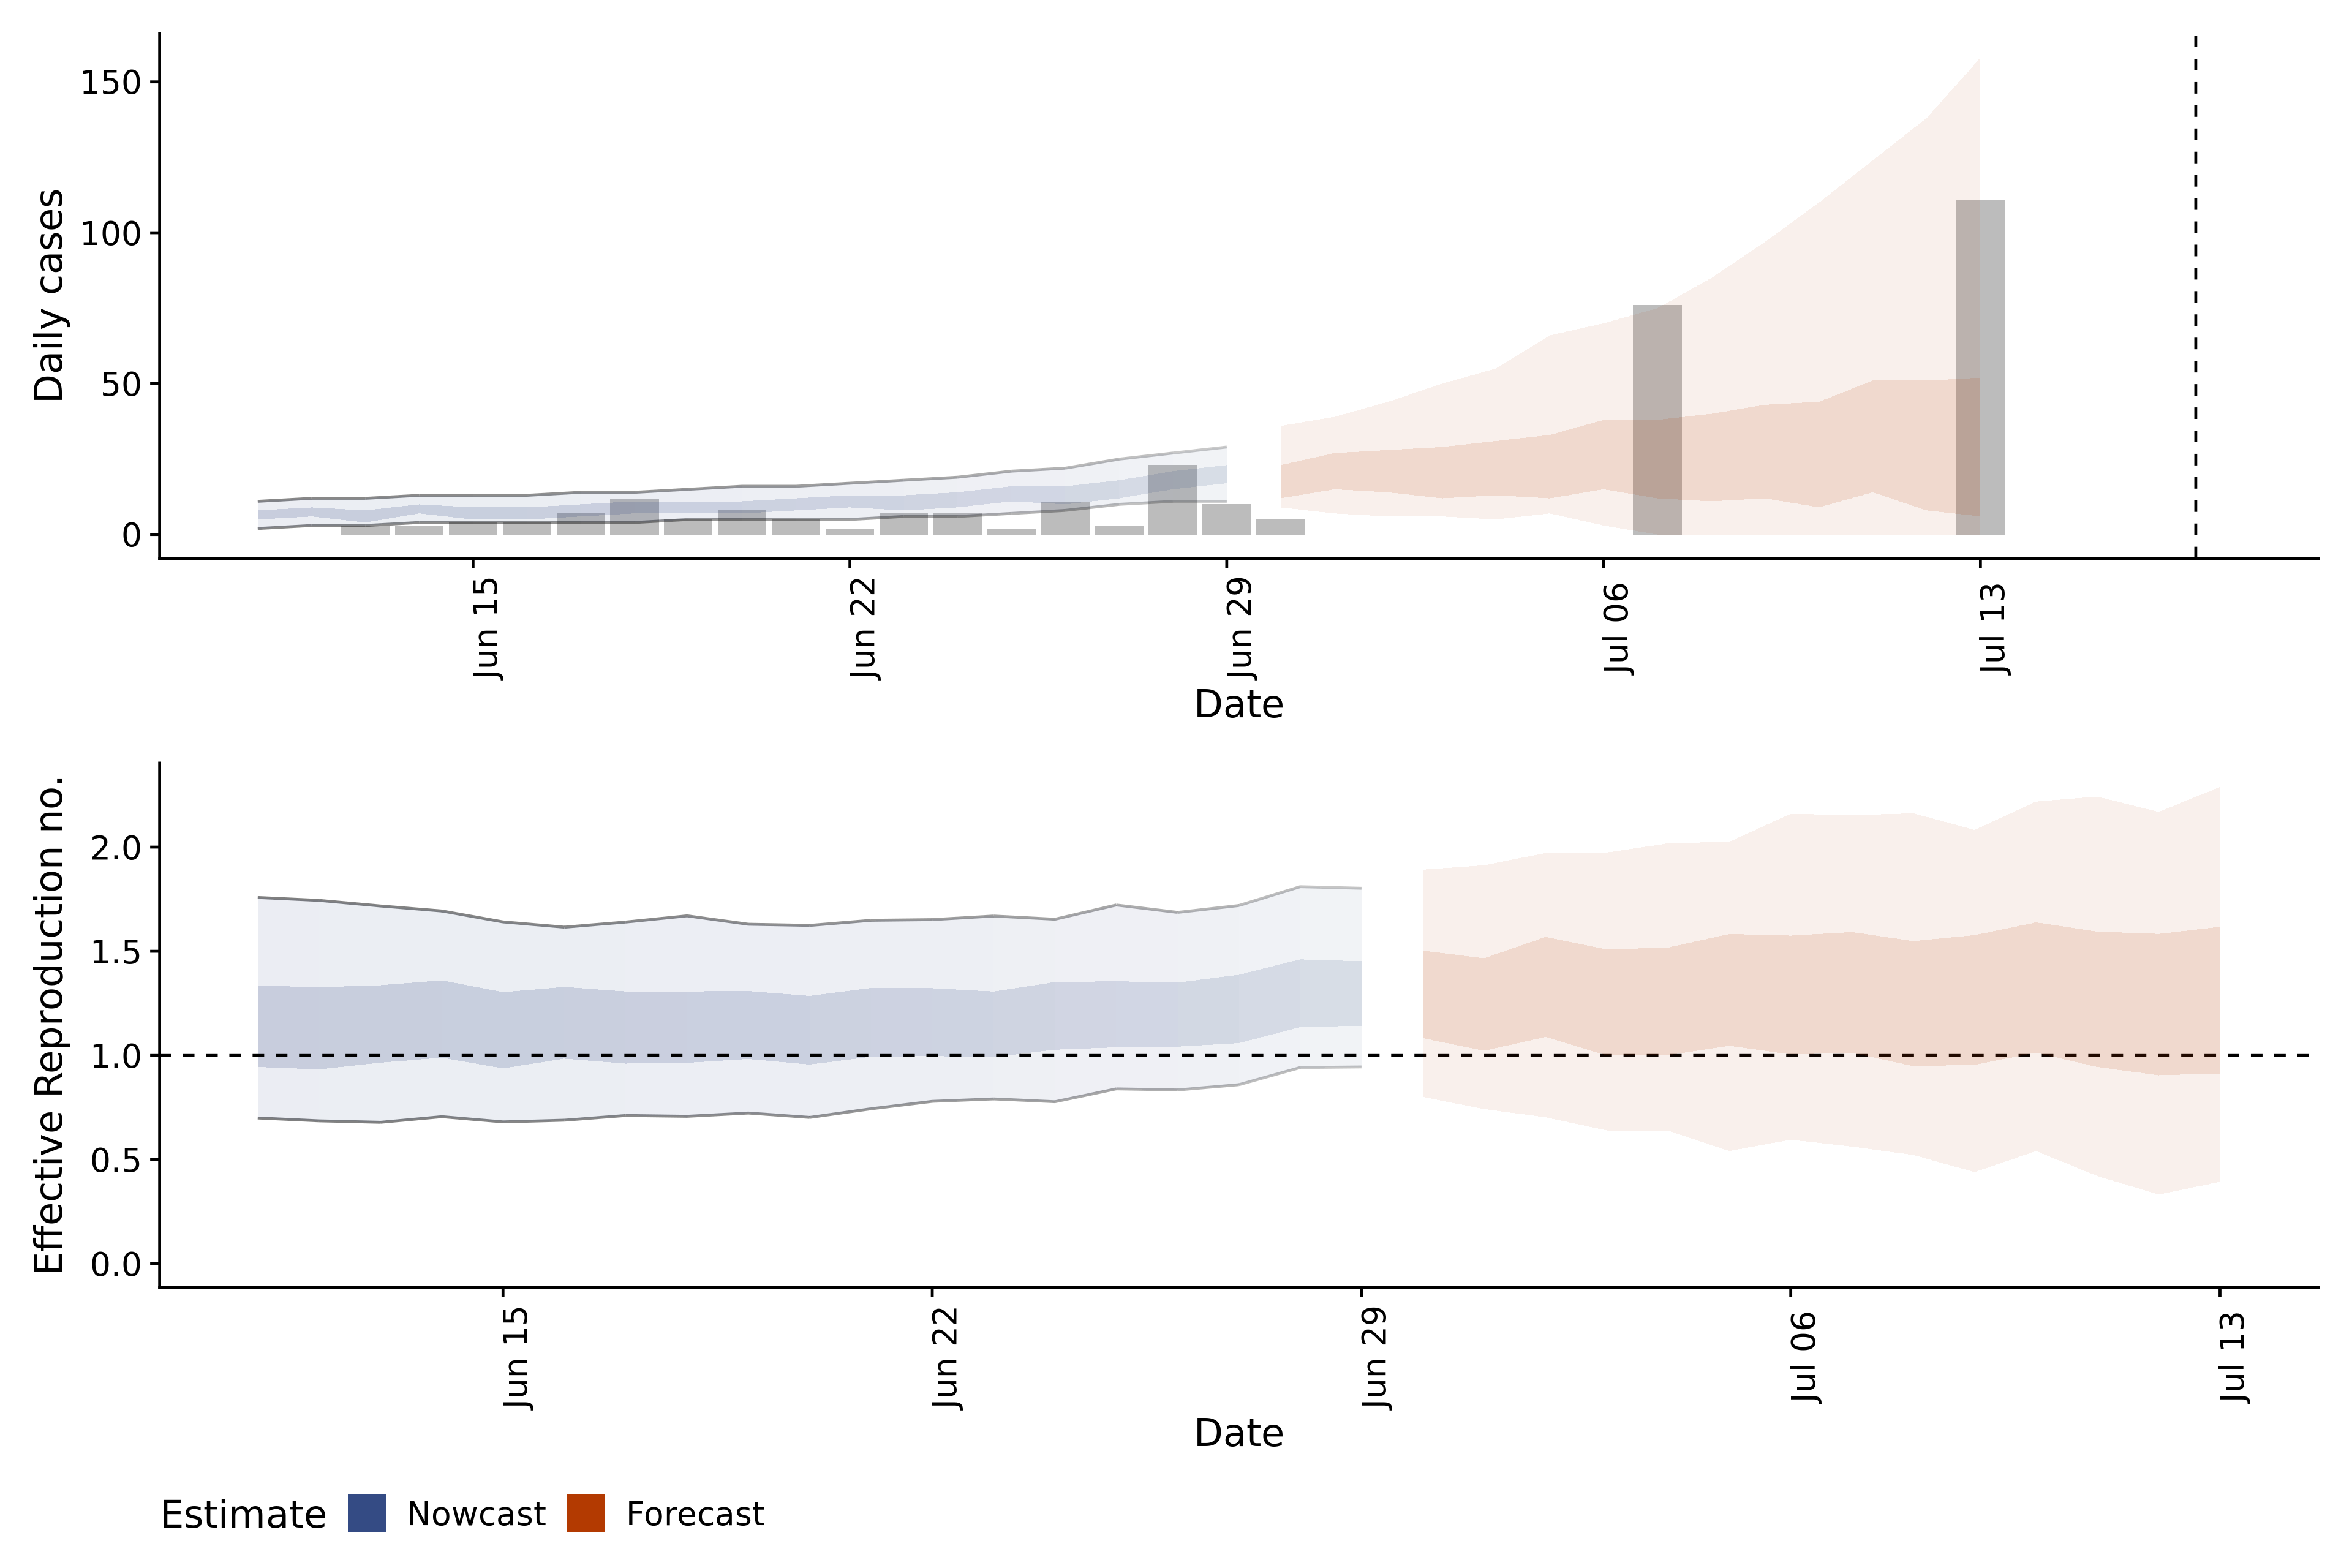 Daily cases
150
100
50
0
Jun 15
Jun 22
Jun 29
Jul 06
Jul 13
Date
Effective Reproduction no.
2.0
1.5
1.0
0.5
0.0
Jun 15
Jun 22
Jun 29
Jul 06
Jul 13
Date
Estimate Nowcast Forecast